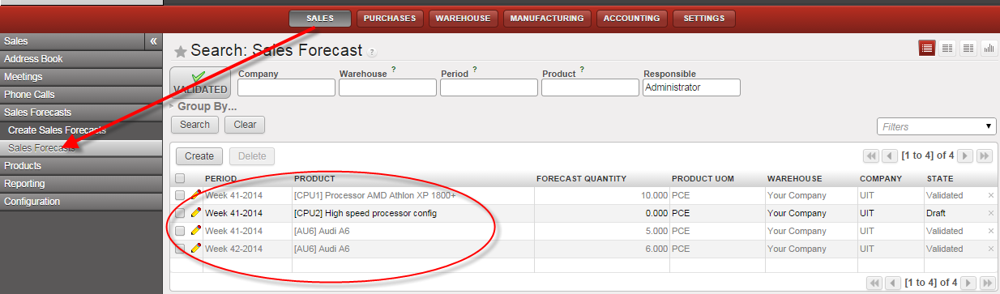 SALES PURCHASES WAREHOUSE MANUFACTURING ACCOUNTING SETTINGS
Sales «
Address Book
Meetings
Phone Calls
Sales Forecasts
Create Sales Forecasts
Sales Forecasts
Products
Reporting
Configuration
Search: Sales Forecast ?
VALIDATED
Company Warehouse ? Period ? Product ? Responsible
Administrator
Group By...
Search Clear
Filters
Create Delete
[1 to 4] of 4
PERIOD PRODUCT FORECAST QUANTITY PRODUCT UOM WAREHOUSE COMPANY STATE
Week 41-2014 [CPU1] Processor AMD Athlon XP 1800+ 10.000 PCE Your Company UIT Validated
Week 41-2014 [CPU2] High speed processor config 0.000 PCE Your Company UIT Draft
Week 41-2014 [AU6] Audi A6 5.000 PCE Your Company UIT Validated
Week 42-2014 [AU6] Audi A6 6.000 PCE Your Company UIT Validated
[1 to 4] of 4